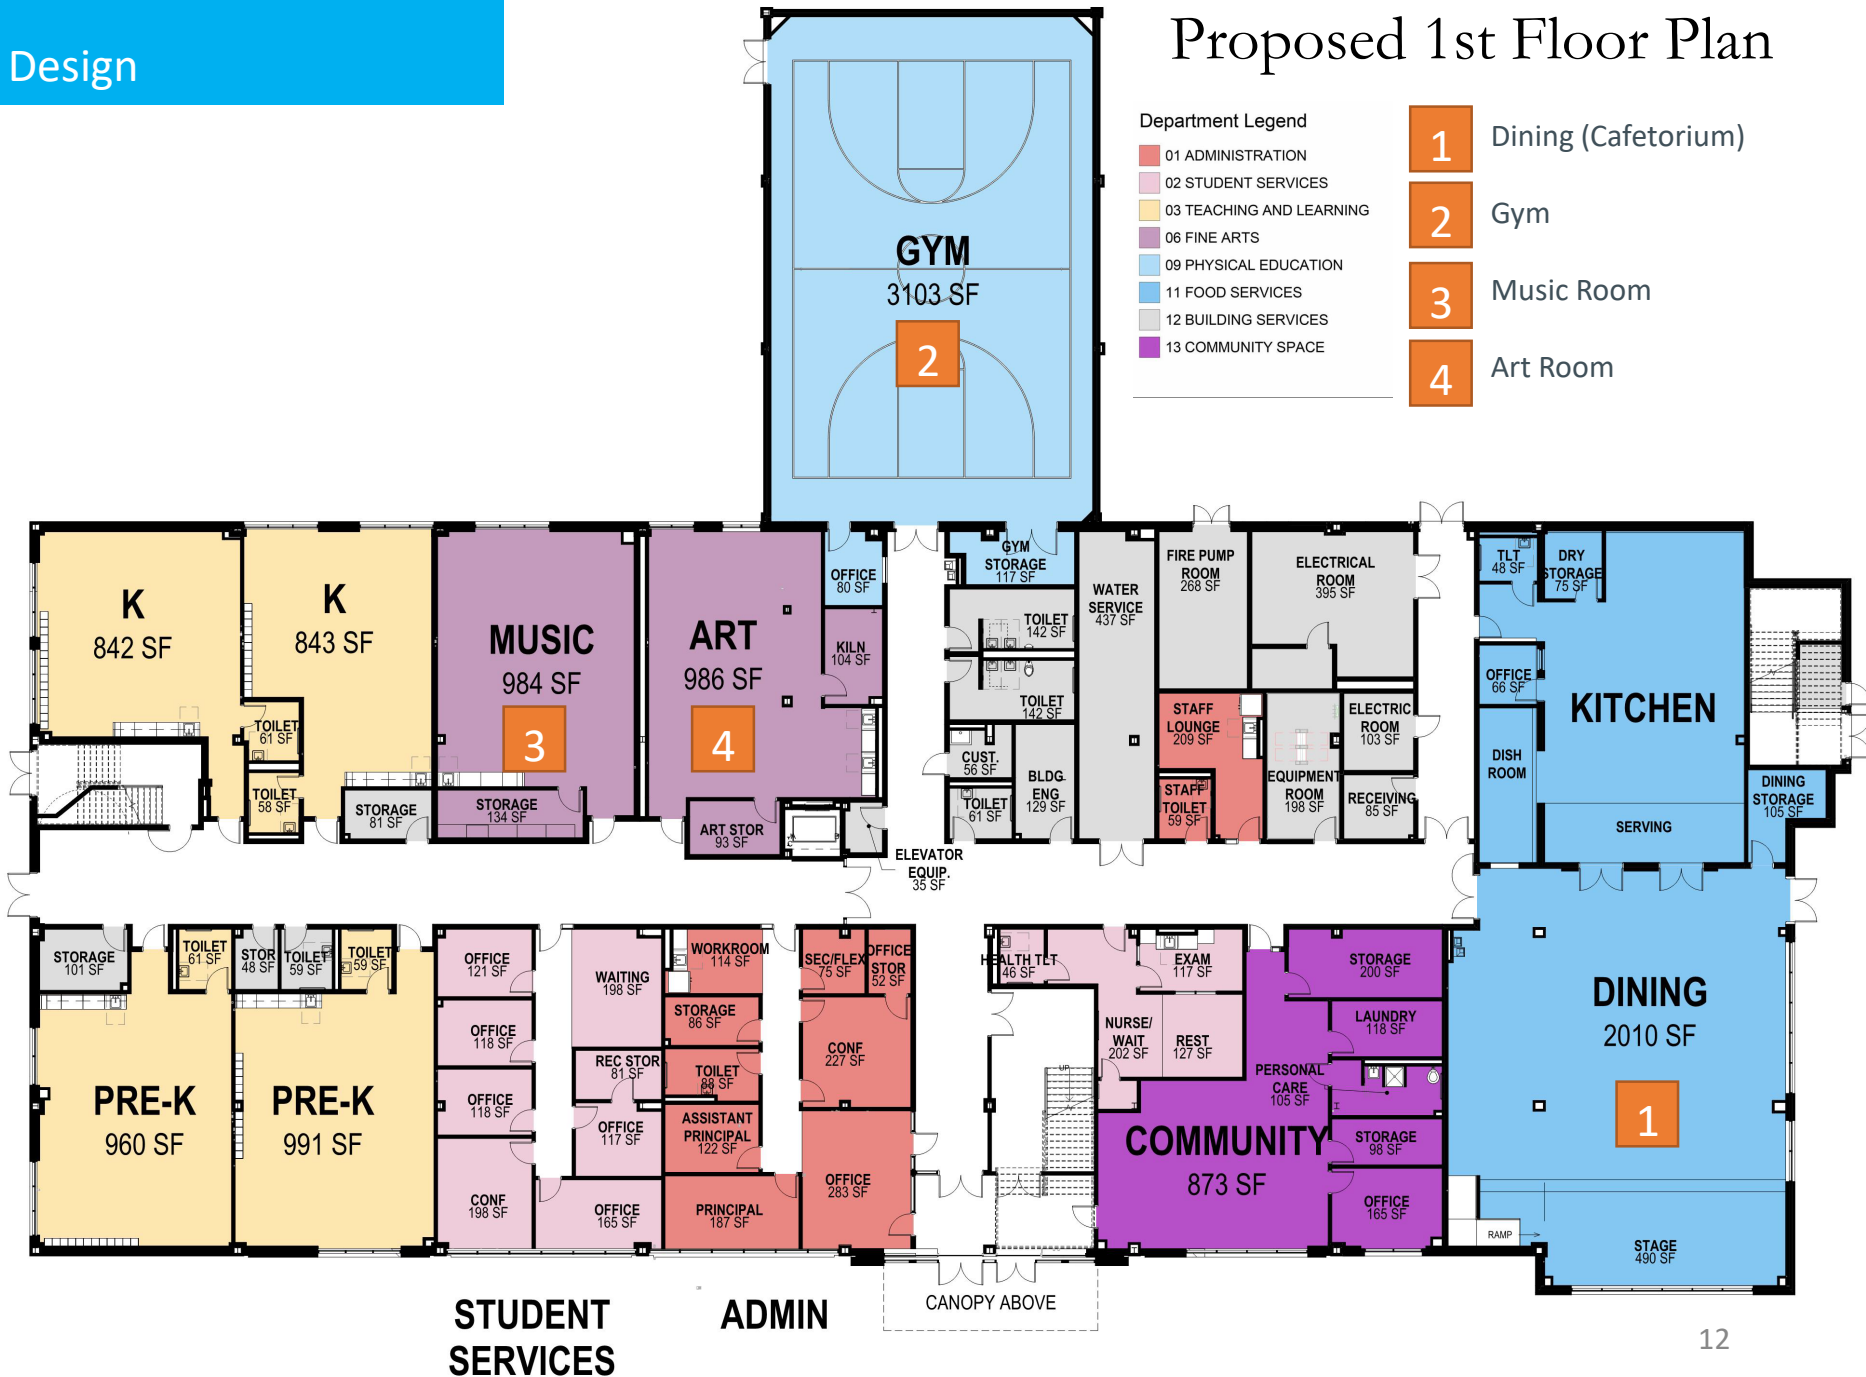 Design
Proposed 1st Floor Plan
Department Legend
01 ADMINISTRATION
02 STUDENT SERVICES
03 TEACHING AND LEARNING
06 FINE ARTS
09 PHYSICAL EDUCATION
11 FOOD SERVICES
12 BUILDING SERVICES
13 COMMUNITY SPACE
1 Dining (Cafetorium)
2 Gym
3 Music Room
4 Art Room
GYM
3103 SF
2
K
842 SF
K
843 SF
TOILET
61 SF
TOILET
58 SF
STORAGE
81 SF
MUSIC
984 SF
3
STORAGE
134 SF
ART
986 SF
4
ART STOR
93 SF
OFFICE
80 SF
KILN
104 SF
ELEVATOR
EQUIP.
35 SF
GYM
STORAGE
117 SF
TOILET
142 SF
TOILET
142 SF
CUST.
56 SF
TOILET
61 SF
BLDG
ENG
129 SF
WATER
SERVICE
437 SF
FIRE PUMP
ROOM
268 SF
ELECTRICAL
ROOM
395 SF
STAFF
LOUNGE
209 SF
STAFF
TOILET
59 SF
EQUIPMENT
ROOM
198 SF
ELECTRIC
ROOM
103 SF
RECEIVING
85 SF
TLT
48 SF
DRY
STORAGE
75 SF
OFFICE
66 SF
KITCHEN
DISH
ROOM
SERVING
DINING
STORAGE
105 SF
STORAGE
101 SF
TOILET
61 SF
STOR
48 SF
TOILET
59 SF
TOILET
59 SF
PRE-K
960 SF
PRE-K
991 SF
OFFICE
121 SF
OFFICE
118 SF
OFFICE
118 SF
CONF
198 SF
WAITING
198 SF
REC STOR
81 SF
OFFICE
117 SF
OFFICE
165 SF
WORKROOM
114 SF
STORAGE
86 SF
TOILET
88 SF
ASSISTANT
PRINCIPAL
122 SF
PRINCIPAL
187 SF
SEC/FLEX
75 SF
OFFICE
STOR
52 SF
CONF
227 SF
OFFICE
283 SF
UP
HEALTH TLT
46 SF
EXAM
117 SF
NURSE/
WAIT
202 SF
REST
127 SF
PERSONAL
CARE
105 SF
STORAGE
200 SF
LAUNDRY
118 SF
COMMUNITY
873 SF
STORAGE
98 SF
OFFICE
165 SF
DINING
2010 SF
1
RAMP
STAGE
490 SF
CANOPY ABOVE
STUDENT
SERVICES
ADMIN
12